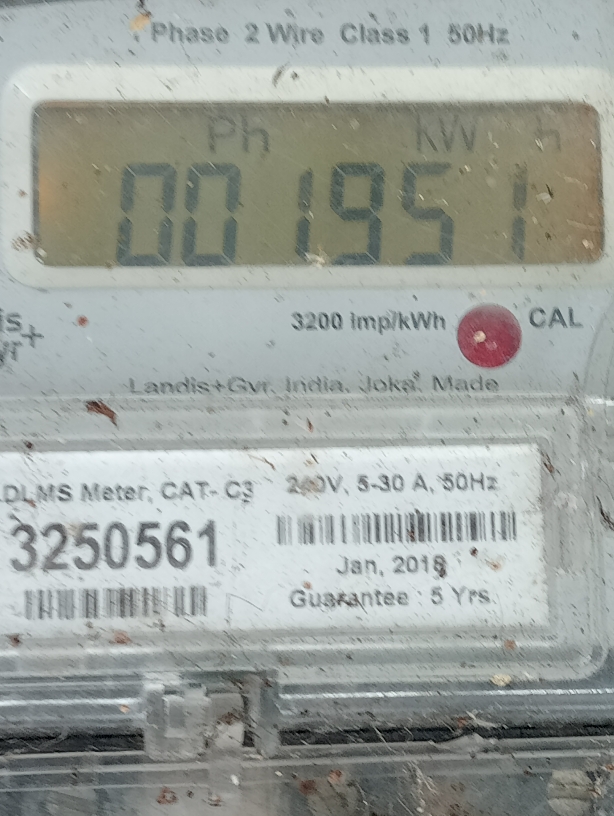 Phase 2 Wire Class 1 50Hz
Ph kW h
001951
3200 imp/kWh CAL
Landis+Gyr, India, Joka, Made
DLMS Meter, CAT- C3
240V, 5-30 A, 50Hz
3250561
Jan, 2018
Guarantee : 5 Yrs.